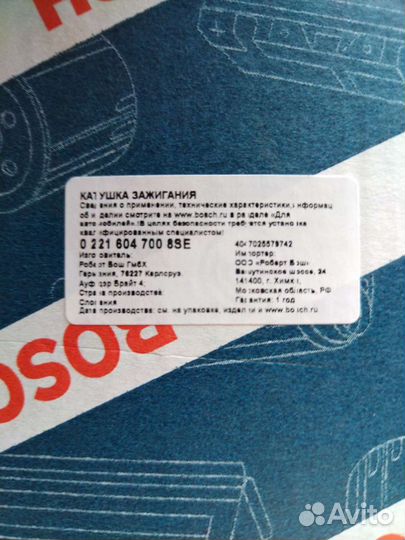 BOSCH
КАТУШКА ЗАЖИГАНИЯ
Сведения о применении, технические характеристики, информац
об изделии смотрите на www.bosch.ru в разделе «Для
автомобилей».В целях безопасности требуется установка
квалифицированным специалистом!
0 221 604 700 8SE
Изготовитель:
Роберт Бош ГмбХ
Германия, 76227 Карлсруэ,
Ауф дер Брайт 4,
Страна производства:
Словения
4047025579742
Импортер:
ООО «Роберт Бош»
Вашутинское шоссе, 24
141400, г. Химки,
Московская область, РФ
Гарантия: 1 год
Дата производства: см. на упаковке, изделии и www.bosch.ru
BOSC
Avito